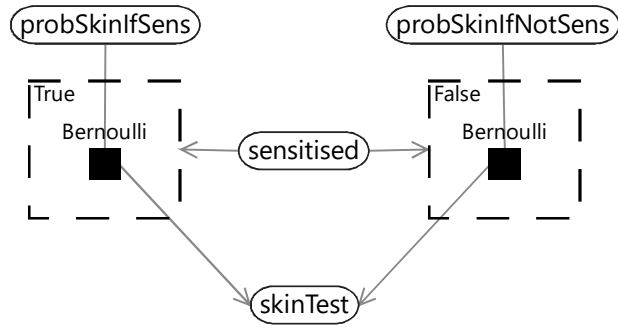 probSkinIfSens
probSkinIfNotSens
True
False
Bernoulli
Bernoulli
sensitised
skinTest